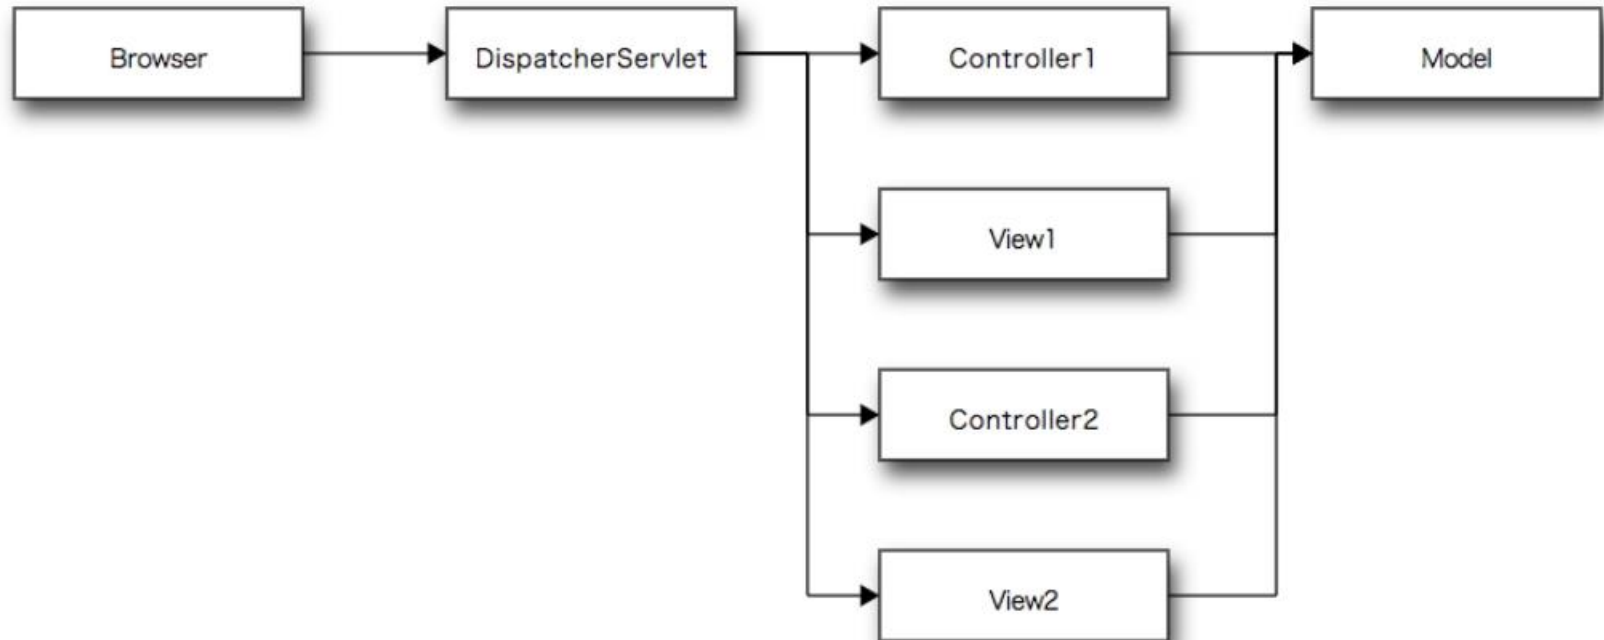 Browser
DispatcherServlet
Controller1
Model
View1
Controller2
View2